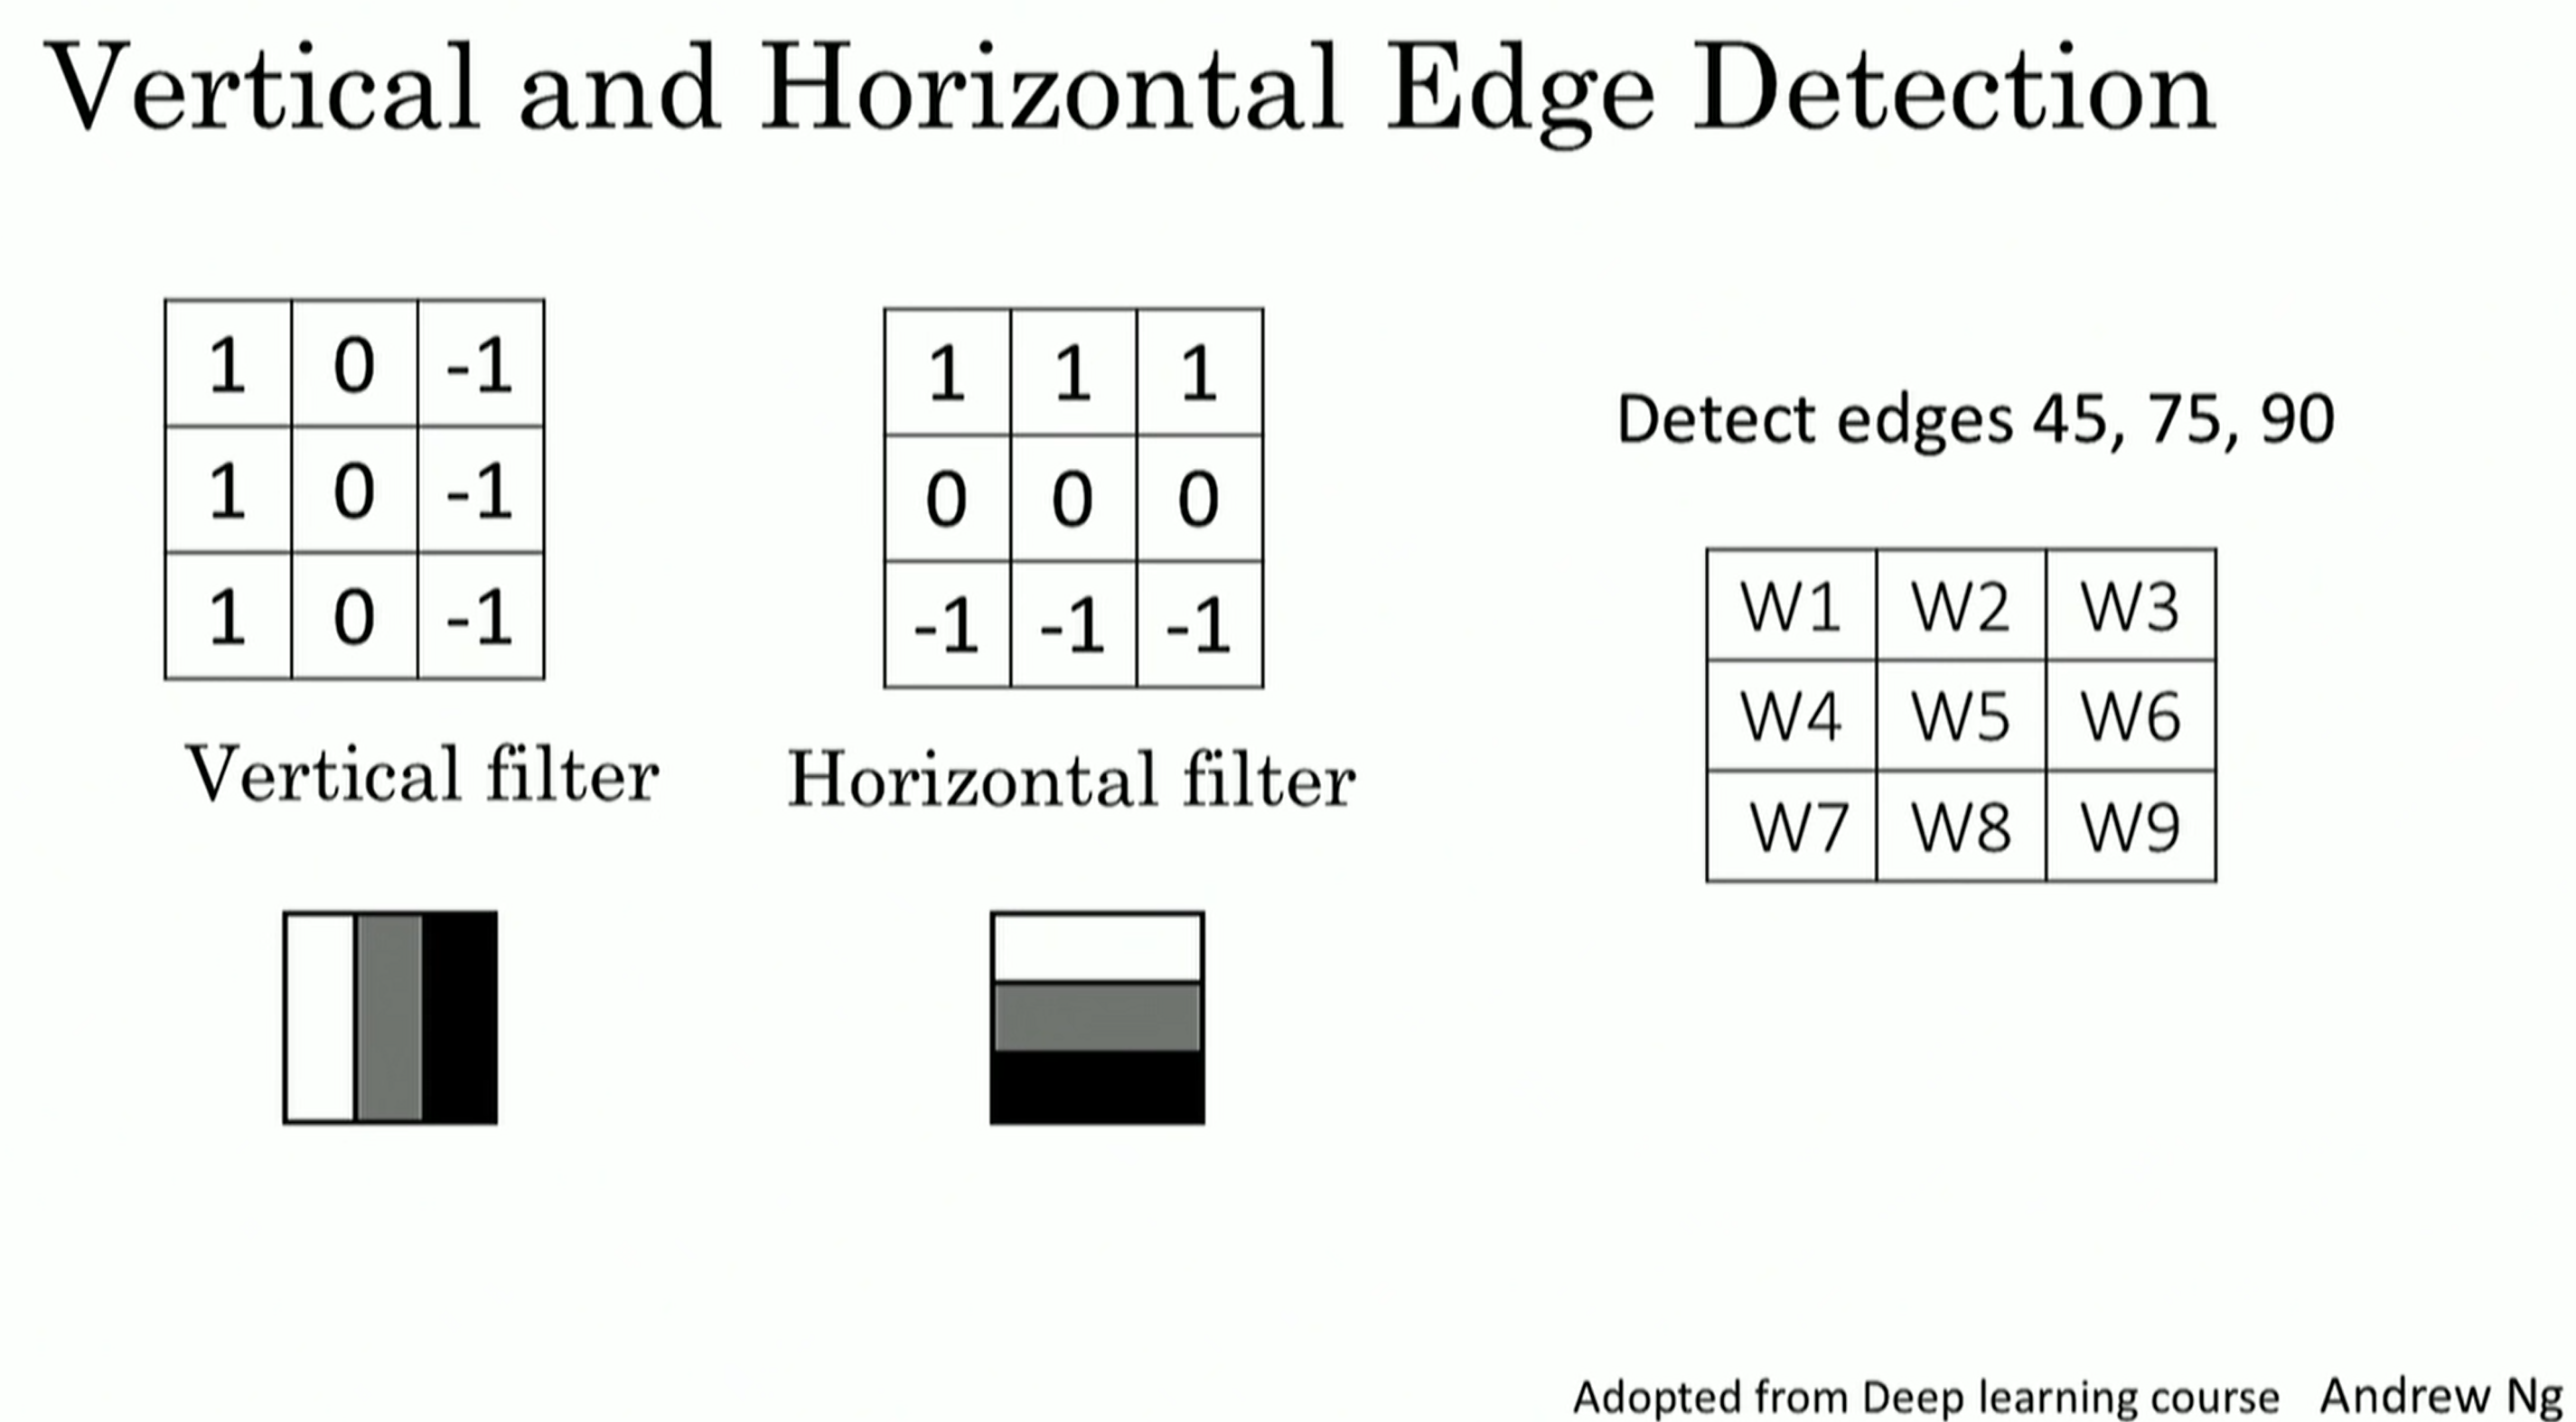 Vertical and Horizontal Edge Detection
1 0 -1
1 0 -1
1 0 -1
Vertical filter
1 1 1
0 0 0
-1 -1 -1
Horizontal filter
Detect edges 45, 75, 90
W1 W2 W3
W4 W5 W6
W7 W8 W9
Adopted from Deep learning course Andrew Ng